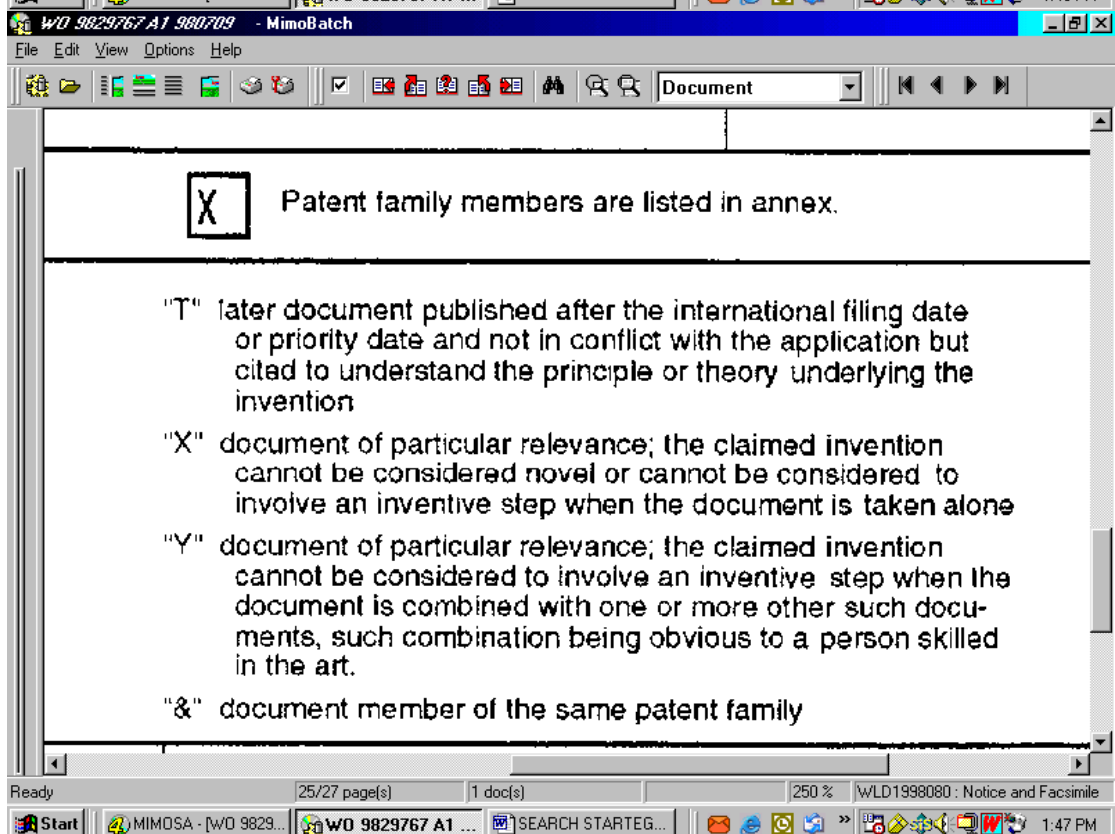 WO 9829767 A1 980709 - MimoBatch
File Edit View Options Help
Document
X Patent family members are listed in annex.
"T" later document published after the international filing date
or priority date and not in conflict with the application but
cited to understand the principle or theory underlying the
invention
"X" document of particular relevance; the claimed invention
cannot be considered novel or cannot be considered to
involve an inventive step when the document is taken alone
"Y" document of particular relevance; the claimed invention
cannot be considered to involve an inventive step when the
document is combined with one or more other such docu-
ments, such combination being obvious to a person skilled
in the art.
"&" document member of the same patent family
Ready 25/27 page(s) 1 doc(s) 250 % WLD1998080 : Notice and Facsimile
Start MIMOSA - [WO 9829... WO 9829767 A1 ... SEARCH STARTEG... » 1:47 PM